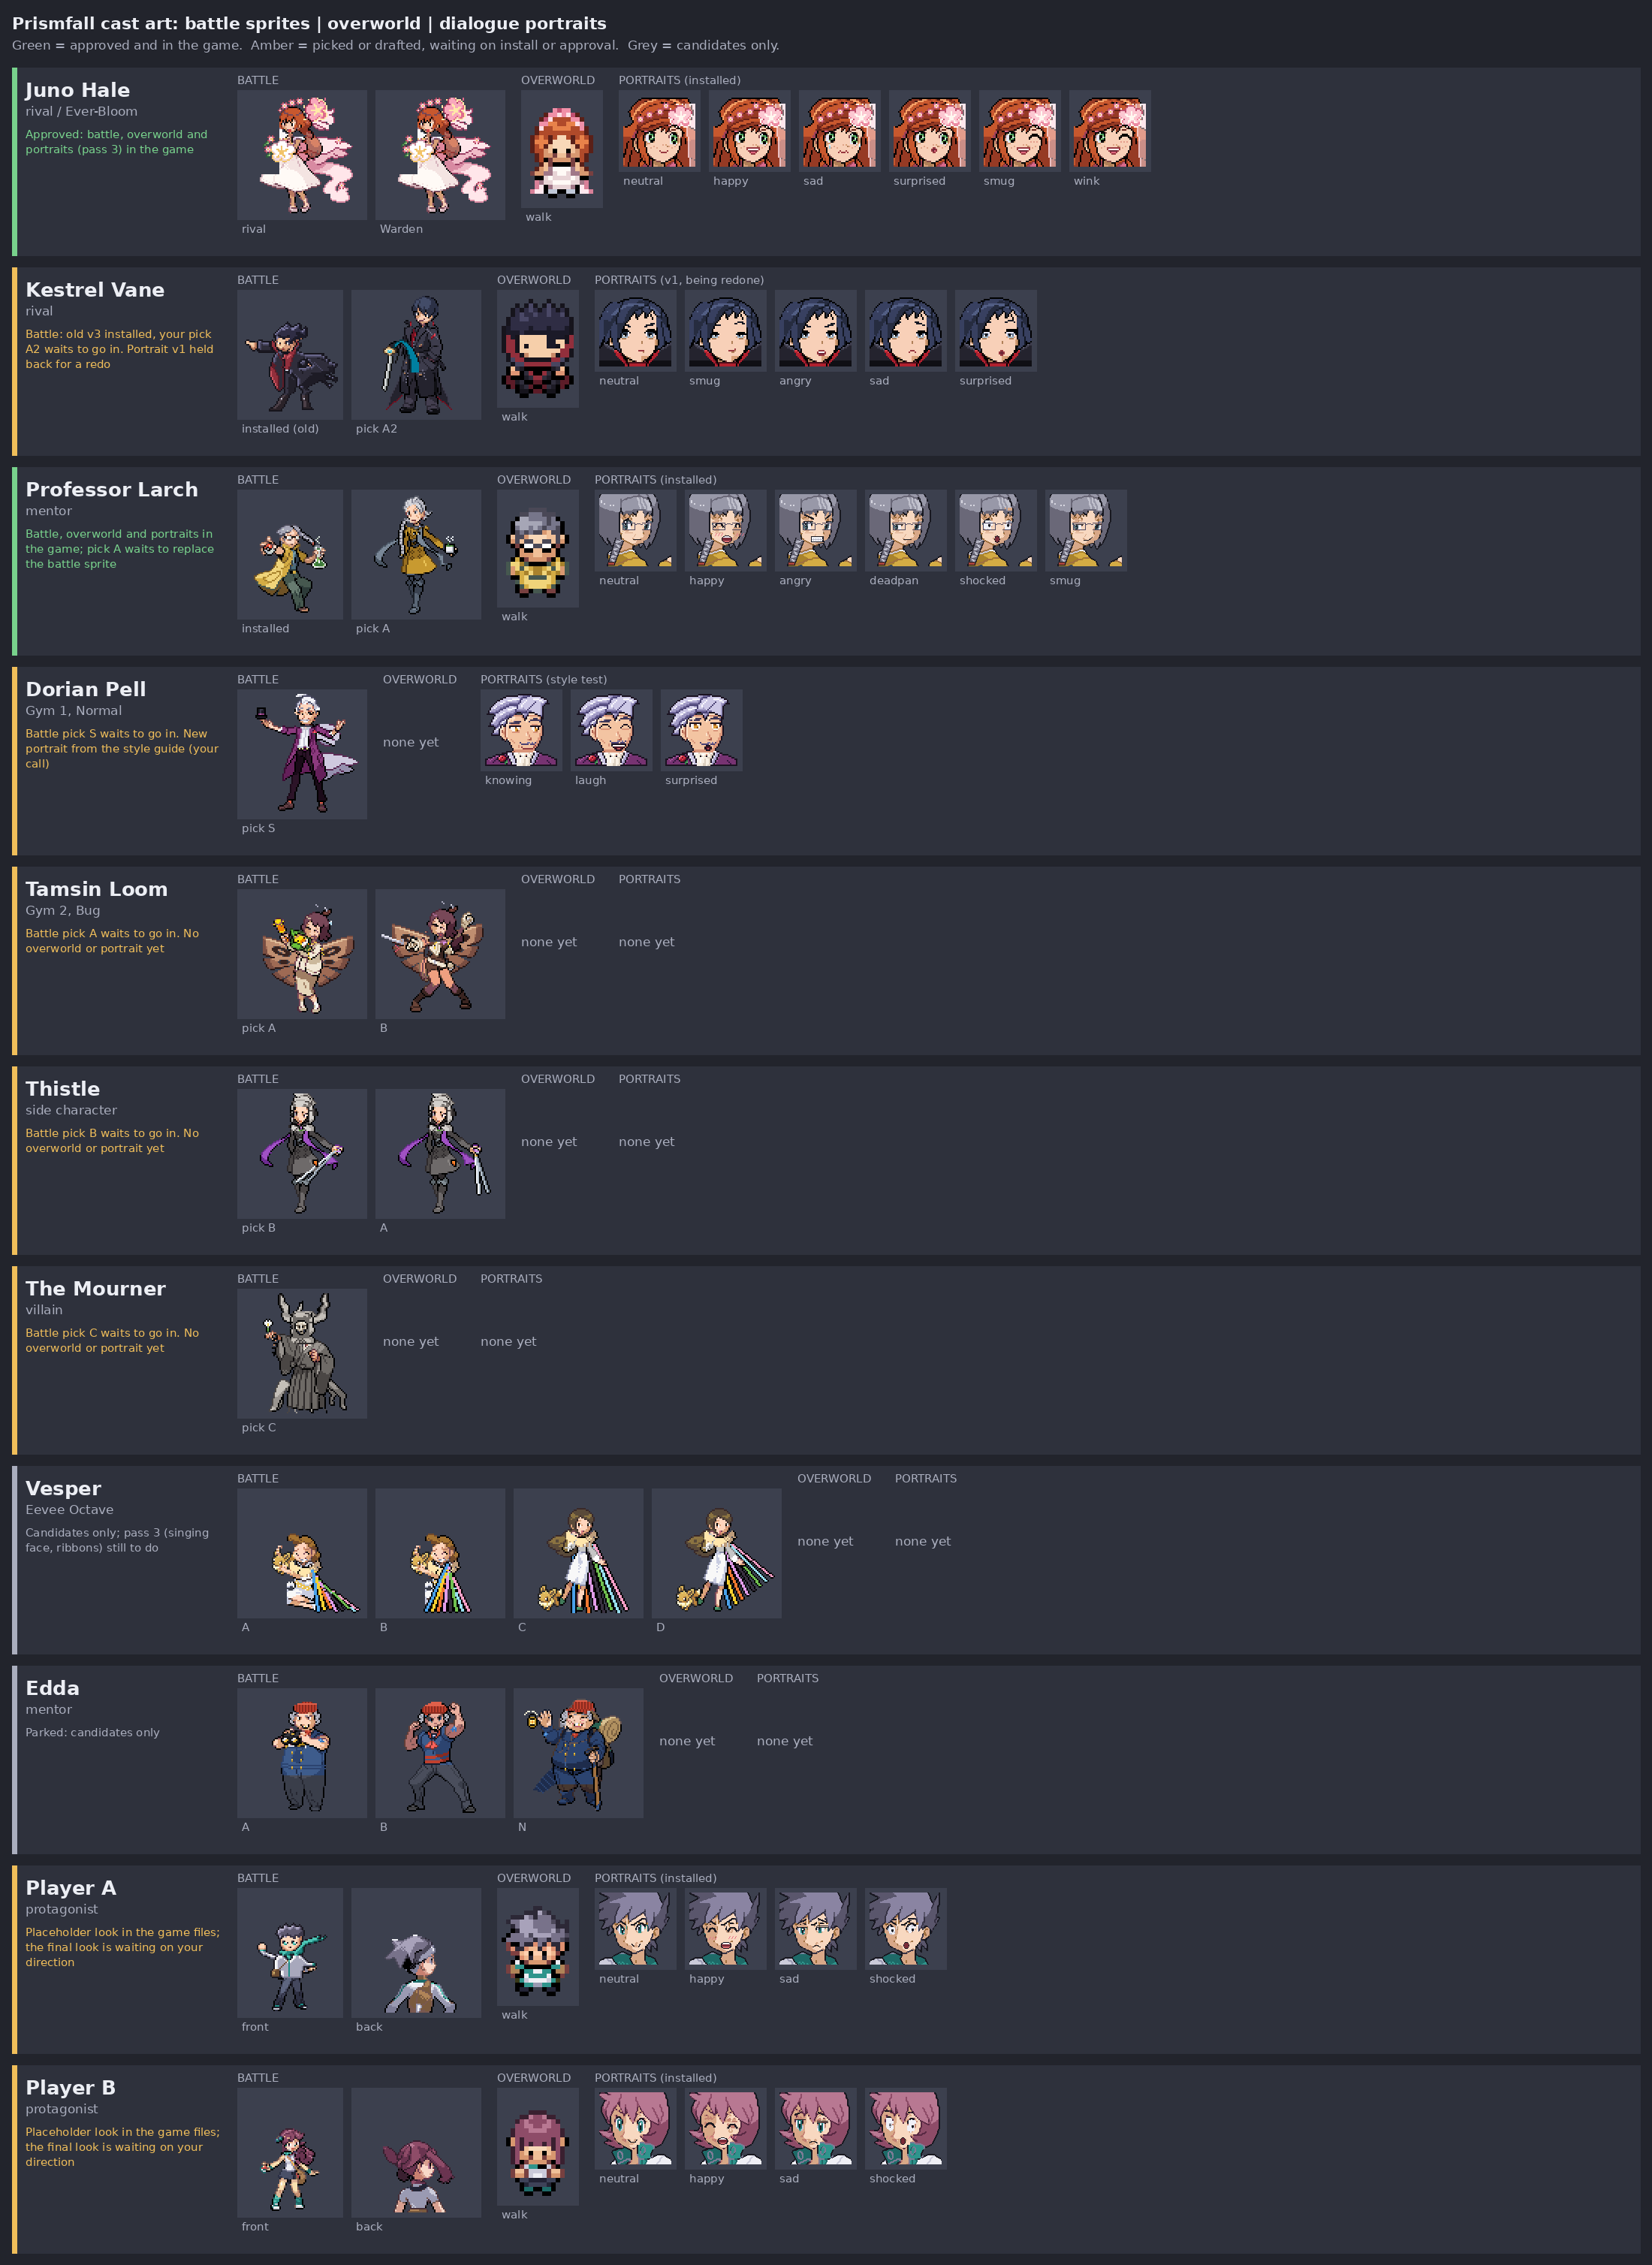 Prismfall cast art: battle sprites | overworld | dialogue portraits
Green = approved and in the game.  Amber = picked or drafted, waiting on install or approval.  Grey = candidates only.
Juno Hale
rival / Ever-Bloom
Approved: battle, overworld and
portraits (pass 3) in the game
BATTLE
rival
Warden
OVERWORLD
walk
PORTRAITS (installed)
neutral
happy
sad
surprised
smug
wink
Kestrel Vane
rival
Battle: old v3 installed, your pick
A2 waits to go in. Portrait v1 held
back for a redo
BATTLE
installed (old)
pick A2
OVERWORLD
walk
PORTRAITS (v1, being redone)
neutral
smug
angry
sad
surprised
Professor Larch
mentor
Battle, overworld and portraits in
the game; pick A waits to replace
the battle sprite
BATTLE
installed
pick A
OVERWORLD
walk
PORTRAITS (installed)
neutral
happy
angry
deadpan
shocked
smug
Dorian Pell
Gym 1, Normal
Battle pick S waits to go in. New
portrait from the style guide (your
call)
BATTLE
pick S
OVERWORLD
none yet
PORTRAITS (style test)
knowing
laugh
surprised
Tamsin Loom
Gym 2, Bug
Battle pick A waits to go in. No
overworld or portrait yet
BATTLE
pick A
B
OVERWORLD
none yet
PORTRAITS
none yet
Thistle
side character
Battle pick B waits to go in. No
overworld or portrait yet
BATTLE
pick B
A
OVERWORLD
none yet
PORTRAITS
none yet
The Mourner
villain
Battle pick C waits to go in. No
overworld or portrait yet
BATTLE
pick C
OVERWORLD
none yet
PORTRAITS
none yet
Vesper
Eevee Octave
Candidates only; pass 3 (singing
face, ribbons) still to do
BATTLE
A
B
C
D
OVERWORLD
none yet
PORTRAITS
none yet
Edda
mentor
Parked: candidates only
BATTLE
A
B
N
OVERWORLD
none yet
PORTRAITS
none yet
Player A
protagonist
Placeholder look in the game files;
the final look is waiting on your
direction
BATTLE
front
back
OVERWORLD
walk
PORTRAITS (installed)
neutral
happy
sad
shocked
Player B
protagonist
Placeholder look in the game files;
the final look is waiting on your
direction
BATTLE
front
back
OVERWORLD
walk
PORTRAITS (installed)
neutral
happy
sad
shocked